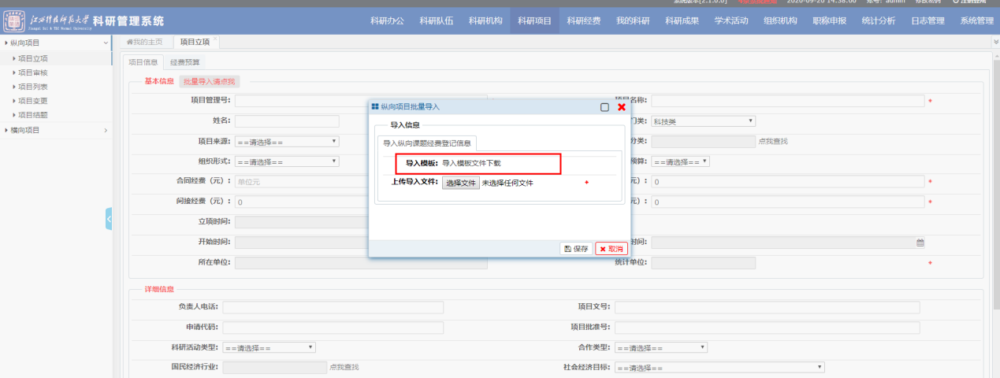 系统版本[2.1.0.0] 2020-09-20 14:38:00 账号: admin 修改密码 注销登陆
江西科技师范大学 科研管理系统
科研办公 科研队伍 科研机构 科研项目 科研经费 我的科研 科研成果 学术活动 组织机构 职称申报 统计分析 日志管理 系统管理
纵向项目
项目立项
项目审核
项目列表
项目变更
项目结题
横向项目
我的主页 项目立项
项目信息 经费预算
基本信息 批量导入请点我
项目管理号: 项目名称: *
姓名: 门类: 科技类
项目来源: ==请选择== 分类: 点我查找
组织形式: ==请选择== 预算: ==请选择==
合同经费（元）: 单位元 元）: 0 *
间接经费（元）: 0 元）: 0 *
立项时间:
开始时间: 时间:
所在单位: 统计单位: *
纵向项目批量导入
导入信息
导入纵向课题经费登记信息
导入模板: 导入模板文件下载
上传导入文件: 选择文件 未选择任何文件 *
保存 取消
详细信息
负责人电话: 项目文号:
申请代码: 项目批准号:
科研活动类型: ==请选择== 合作类型: ==请选择==
国民经济行业: 点我查找 社会经济目标: ==请选择==